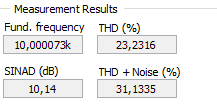 Measurement Results
Fund. frequency THD (%)
10,000073k 23,2316
SINAD (dB) THD + Noise (%)
10,14 31,1335